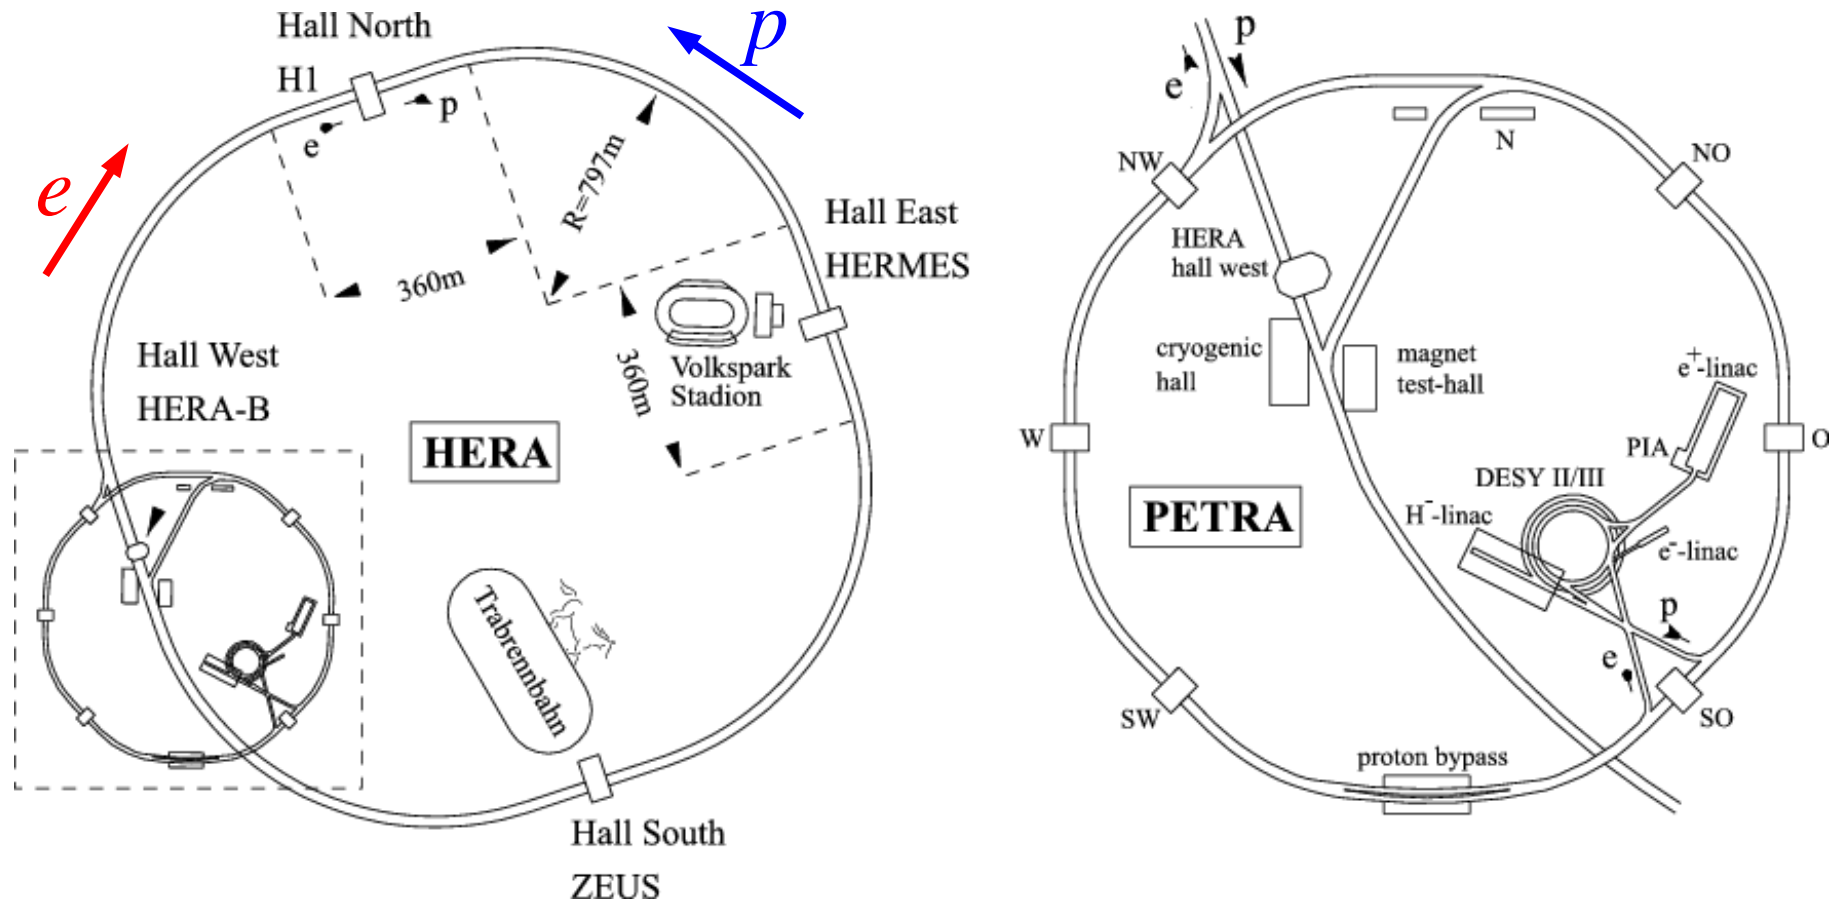 Hall North
H1
p
e
p
e
R=797m
360m
Hall East
HERMES
360m
Volkspark
Stadion
Hall West
HERA-B
HERA
Trabrennbahn
Hall South
ZEUS
p
e
N
NW
NO
HERA
hall west
cryogenic
hall
magnet
test-hall
e+-linac
W
O
PIA
DESY II/III
PETRA
H--linac
e--linac
p
e
SW
SO
proton bypass